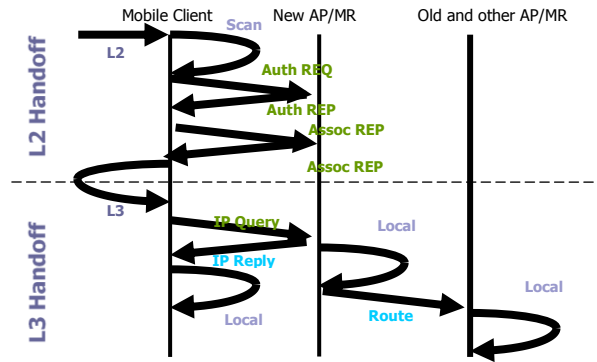 Mobile Client
New AP/MR
Old and other AP/MR
L2 Handoff
L2
Scan
Auth REQ
Auth REP
Assoc REP
Assoc REP
L3 Handoff
L3
IP Query
Local
IP Reply
Local
Route
Local